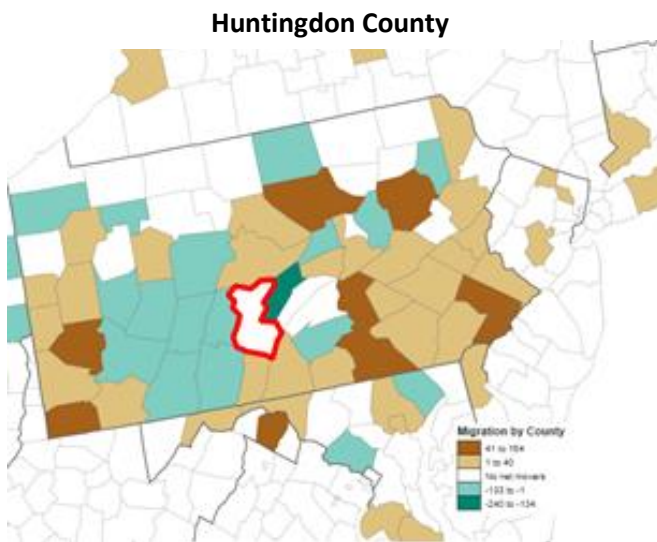 Huntingdon County
Migration by County
41 to 164
1 to 40
No net movers
-133 to -1
-240 to -134